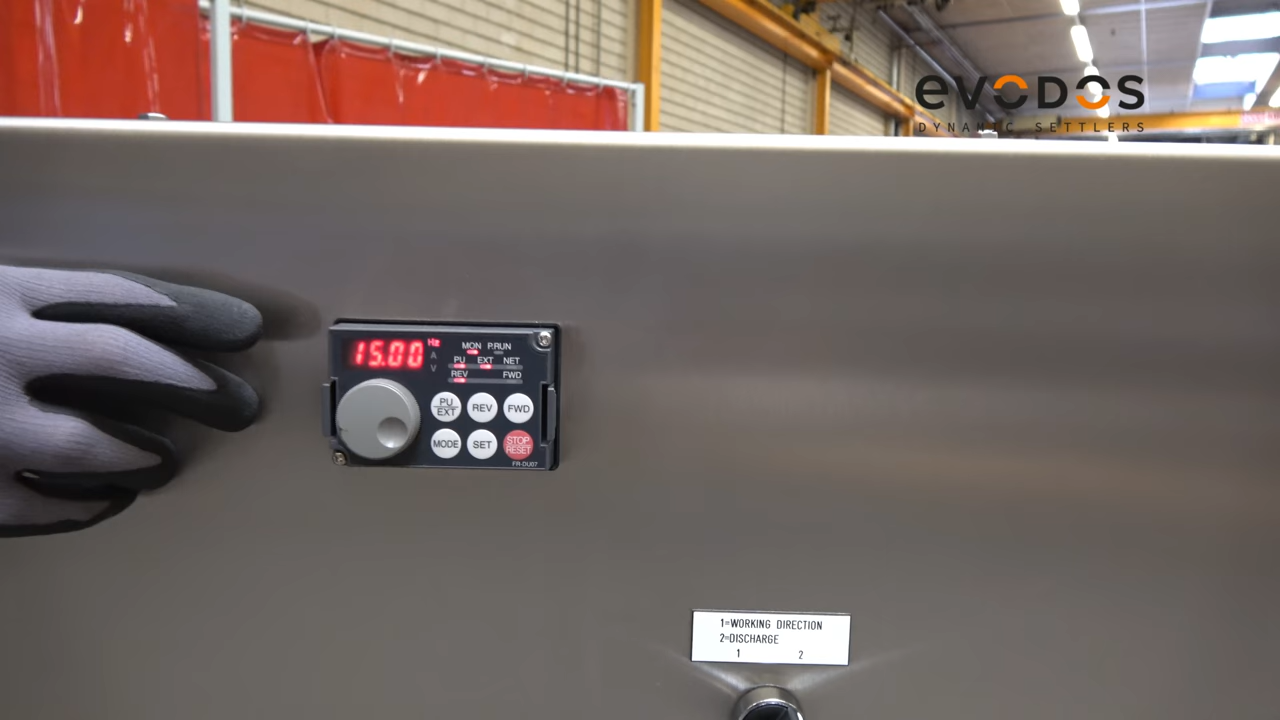 evodos
DYNAMIC SETTLERS
15.00
Hz
A
V
MON P.RUN
PU EXT NET
REV FWD
PU
EXT
REV
FWD
MODE
SET
STOP
RESET
FR-DU07
1=WORKING DIRECTION
2=DISCHARGE
1 2